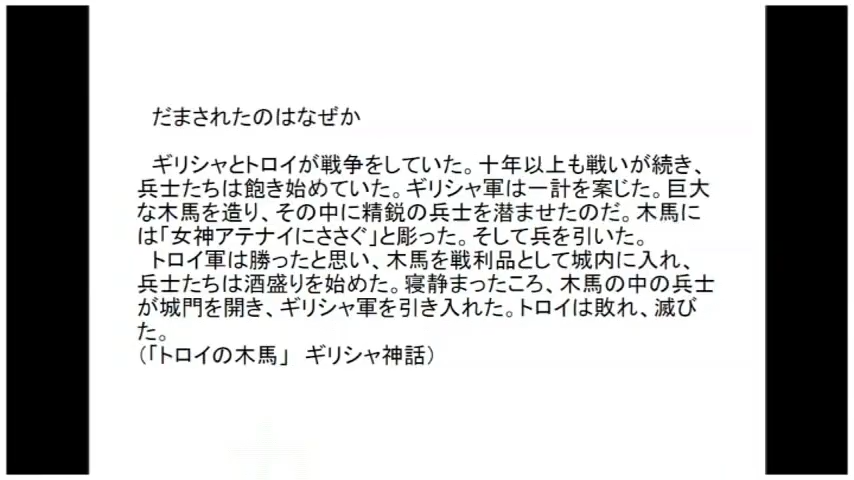 だまされたのはなぜか
ギリシャとトロイが戦争をしていた。十年以上も戦いが続き、
兵士たちは飽き始めていた。ギリシャ軍は一計を案じた。巨大
な木馬を造り、その中に精鋭の兵士を潜ませたのだ。木馬に
は「女神アテナイにささぐ」と彫った。そして兵を引いた。
トロイ軍は勝ったと思い、木馬を戦利品として城内に入れ、
兵士たちは酒盛りを始めた。寝静まったころ、木馬の中の兵士
が城門を開き、ギリシャ軍を引き入れた。トロイは敗れ、滅び
た。
（「トロイの木馬」　ギリシャ神話）